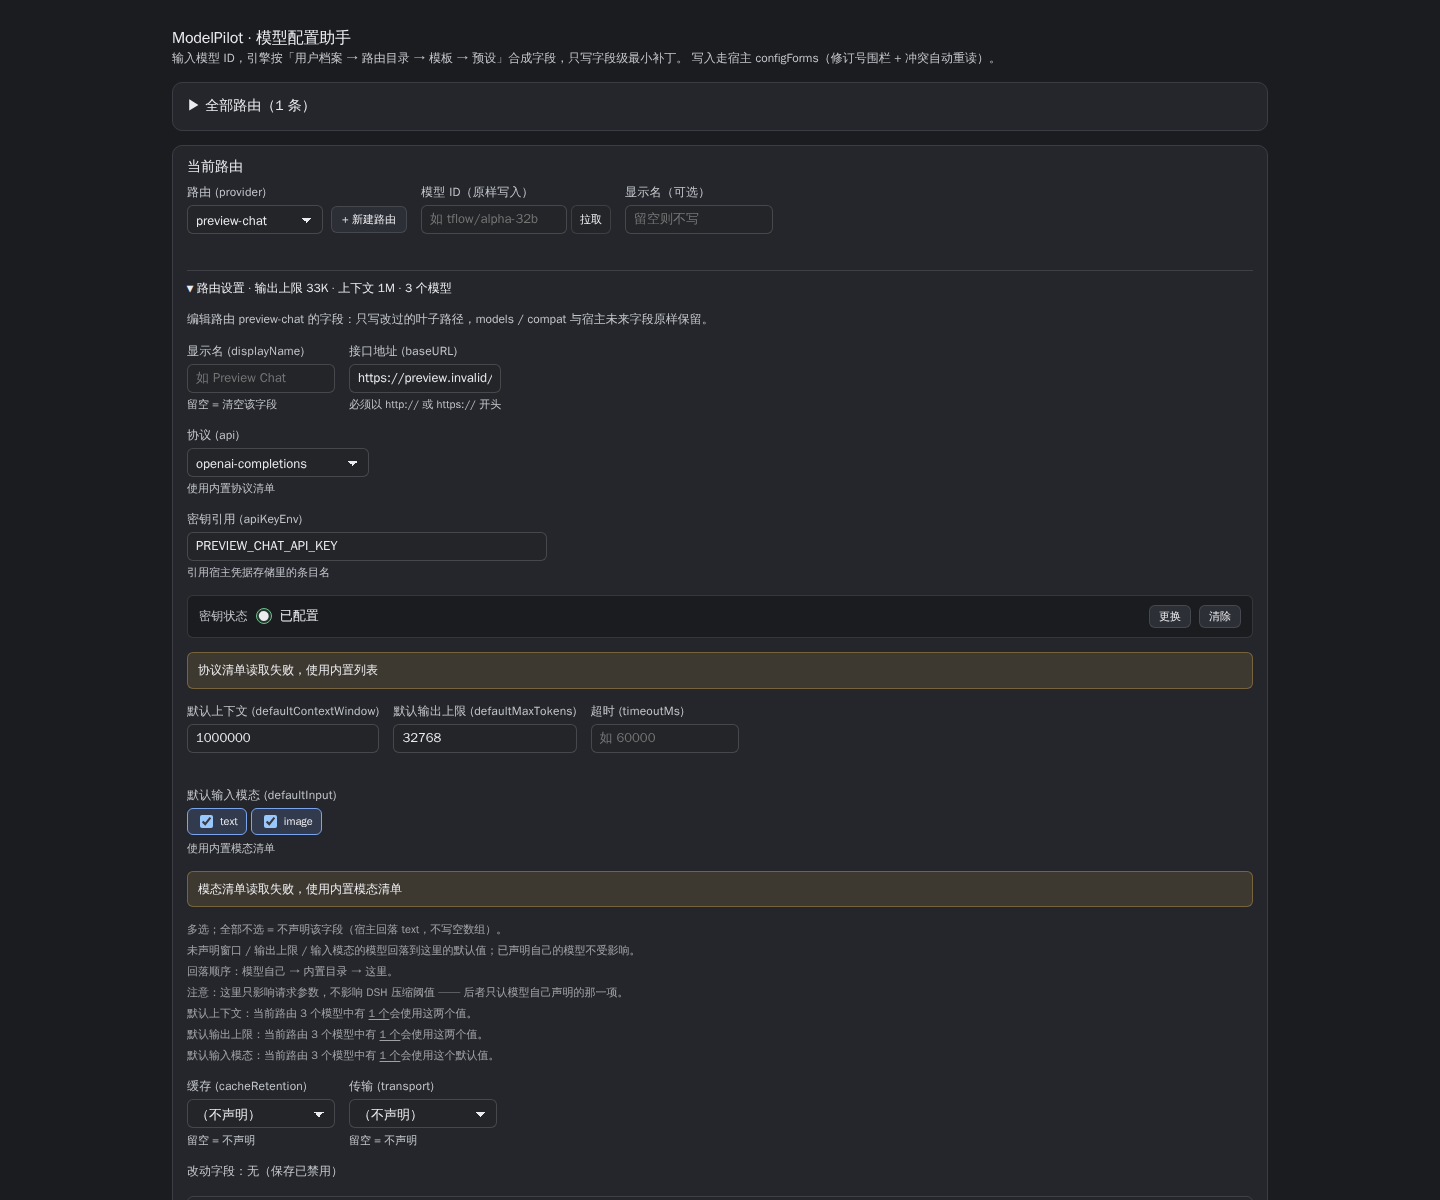 ModelPilot · 模型配置助手
输入模型 ID，引擎按「用户档案 → 路由目录 → 模板 → 预设」合成字段，只写字段级最小补丁。 写入走宿主 configForms（修订号围栏 + 冲突自动重读）。
▶ 全部路由（1 条）
当前路由
路由 (provider) 模型 ID（原样写入） 显示名（可选）
preview-chat + 新建路由 如 tflow/alpha-32b 拉取 留空则不写
▼ 路由设置 · 输出上限 33K · 上下文 1M · 3 个模型
编辑路由 preview-chat 的字段：只写改过的叶子路径，models / compat 与宿主未来字段原样保留。
显示名 (displayName) 接口地址 (baseURL)
如 Preview Chat https://preview.invalid/
留空 = 清空该字段 必须以 http:// 或 https:// 开头
协议 (api)
openai-completions
使用内置协议清单
密钥引用 (apiKeyEnv)
PREVIEW_CHAT_API_KEY
引用宿主凭据存储里的条目名
密钥状态 已配置 更换 清除
协议清单读取失败，使用内置列表
默认上下文 (defaultContextWindow) 默认输出上限 (defaultMaxTokens) 超时 (timeoutMs)
1000000 32768 如 60000
默认输入模态 (defaultInput)
text image
使用内置模态清单
模态清单读取失败，使用内置模态清单
多选；全部不选 = 不声明该字段（宿主回落 text，不写空数组）。
未声明窗口 / 输出上限 / 输入模态的模型回落到这里的默认值；已声明自己的模型不受影响。
回落顺序：模型自己 → 内置目录 → 这里。
注意：这里只影响请求参数，不影响 DSH 压缩阈值 —— 后者只认模型自己声明的那一项。
默认上下文：当前路由 3 个模型中有 1 个会使用这两个值。
默认输出上限：当前路由 3 个模型中有 1 个会使用这两个值。
默认输入模态：当前路由 3 个模型中有 1 个会使用这个默认值。
缓存 (cacheRetention) 传输 (transport)
（不声明） （不声明）
留空 = 不声明 留空 = 不声明
改动字段：无（保存已禁用）